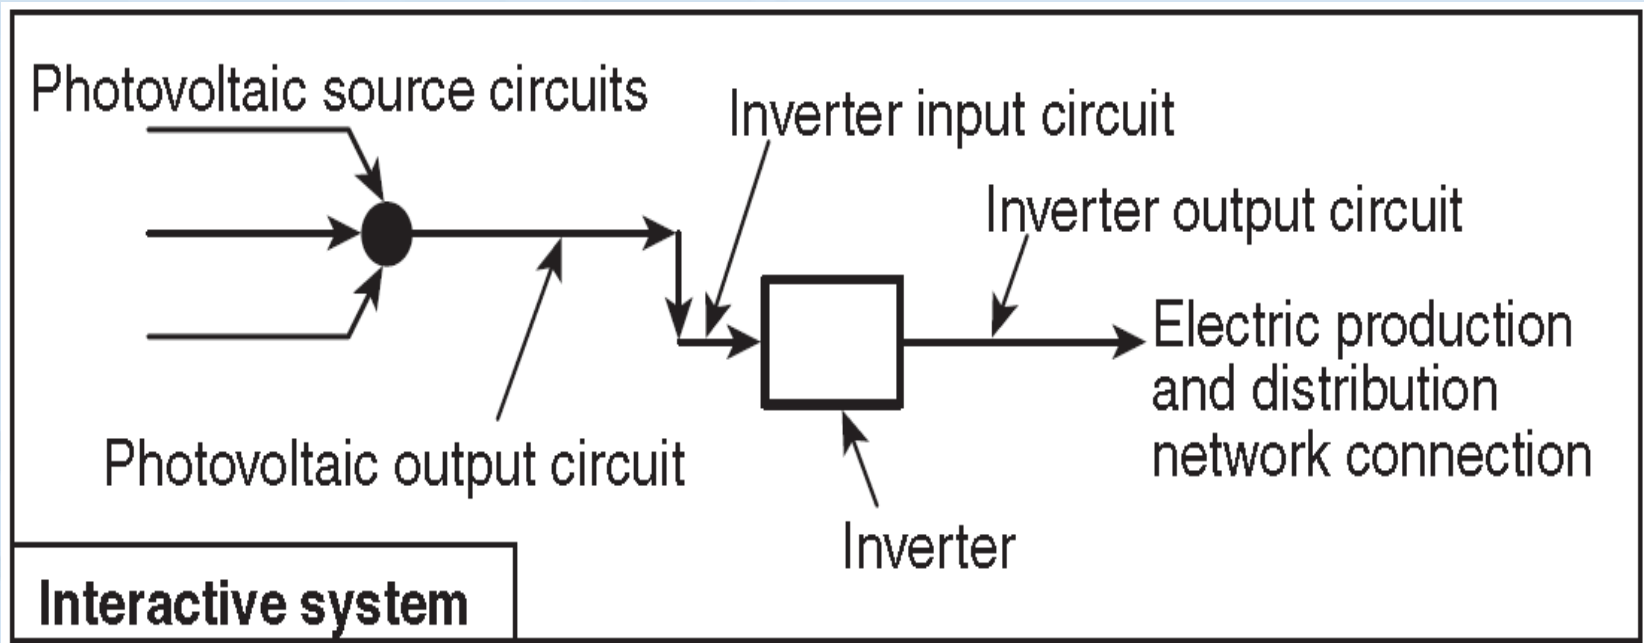 Photovoltaic source circuits
Inverter input circuit
Inverter output circuit
Electric production
and distribution
network connection
Photovoltaic output circuit
Inverter
Interactive system